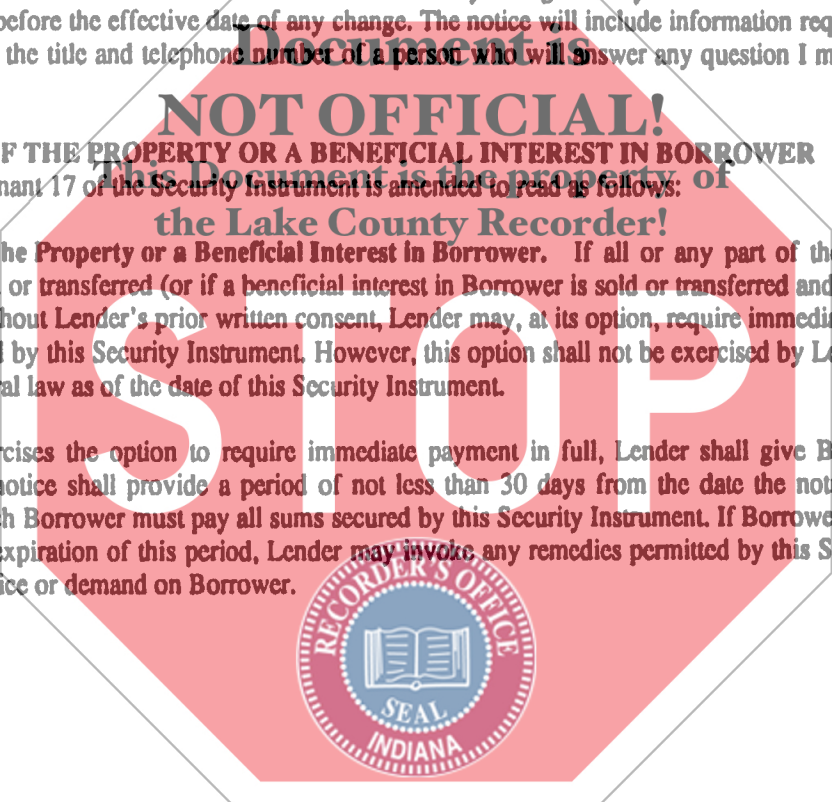 before the effective date of any change. The notice will include information req
the title and telephone number of a person who will answer any question I m
Document is
NOT OFFICIAL!
F THE PROPERTY OR A BENEFICIAL INTEREST IN BORROWER
This Document is the property of
nant 17 of the Security Instrument is amended to read as follows:
the Lake County Recorder!
he Property or a Beneficial Interest in Borrower. If all or any part of th
or transferred (or if a beneficial interest in Borrower is sold or transferred and
hout Lender's prior written consent, Lender may, at its option, require immedia
d by this Security Instrument. However, this option shall not be exercised by Le
ral law as of the date of this Security Instrument.
STOP
rcises the option to require immediate payment in full, Lender shall give B
notice shall provide a period of not less than 30 days from the date the not
h Borrower must pay all sums secured by this Security Instrument. If Borrowe
expiration of this period, Lender may invoke any remedies permitted by this S
ice or demand on Borrower.
RECORDER'S OFFICE
SEAL
INDIANA